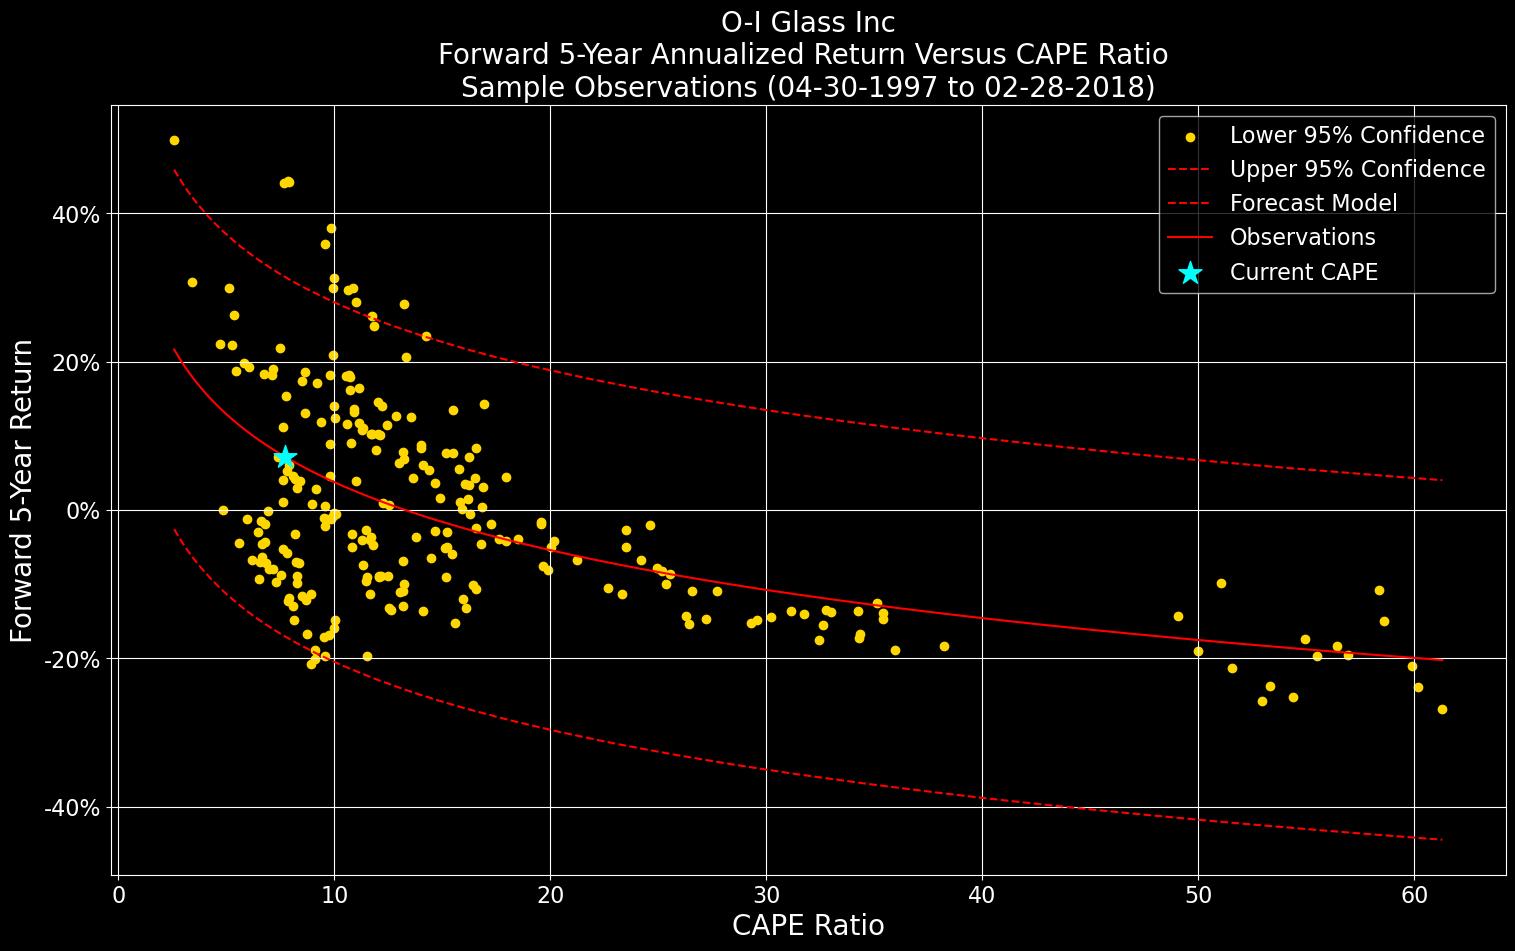 O-I Glass Inc
Forward 5-Year Annualized Return Versus CAPE Ratio
Sample Observations (04-30-1997 to 02-28-2018)
Lower 95% Confidence
Upper 95% Confidence
Forecast Model
Observations
Current CAPE
Forward 5-Year Return
40%
20%
0%
-20%
-40%
0 10 20 30 40 50 60
CAPE Ratio